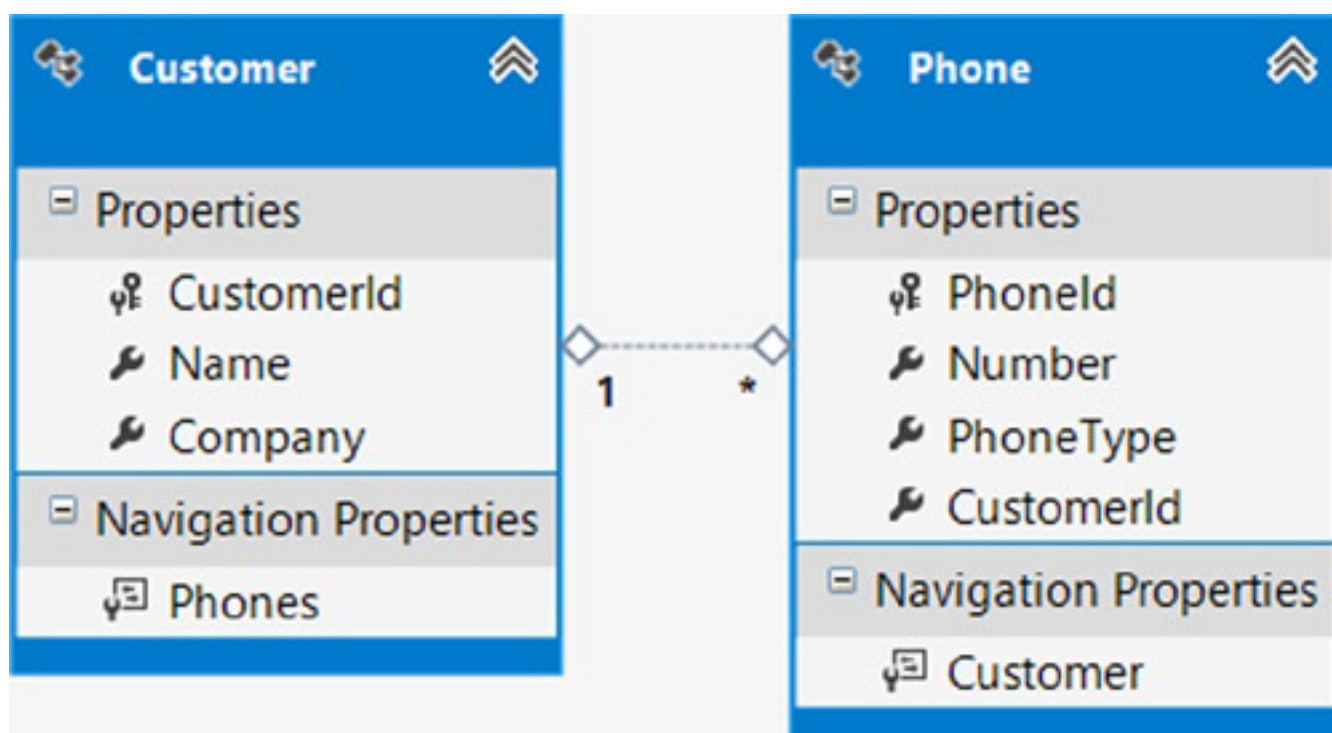 Customer
Properties
CustomerId
Name
Company
Navigation Properties
Phones
1 *
Phone
Properties
PhoneId
Number
PhoneType
CustomerId
Navigation Properties
Customer